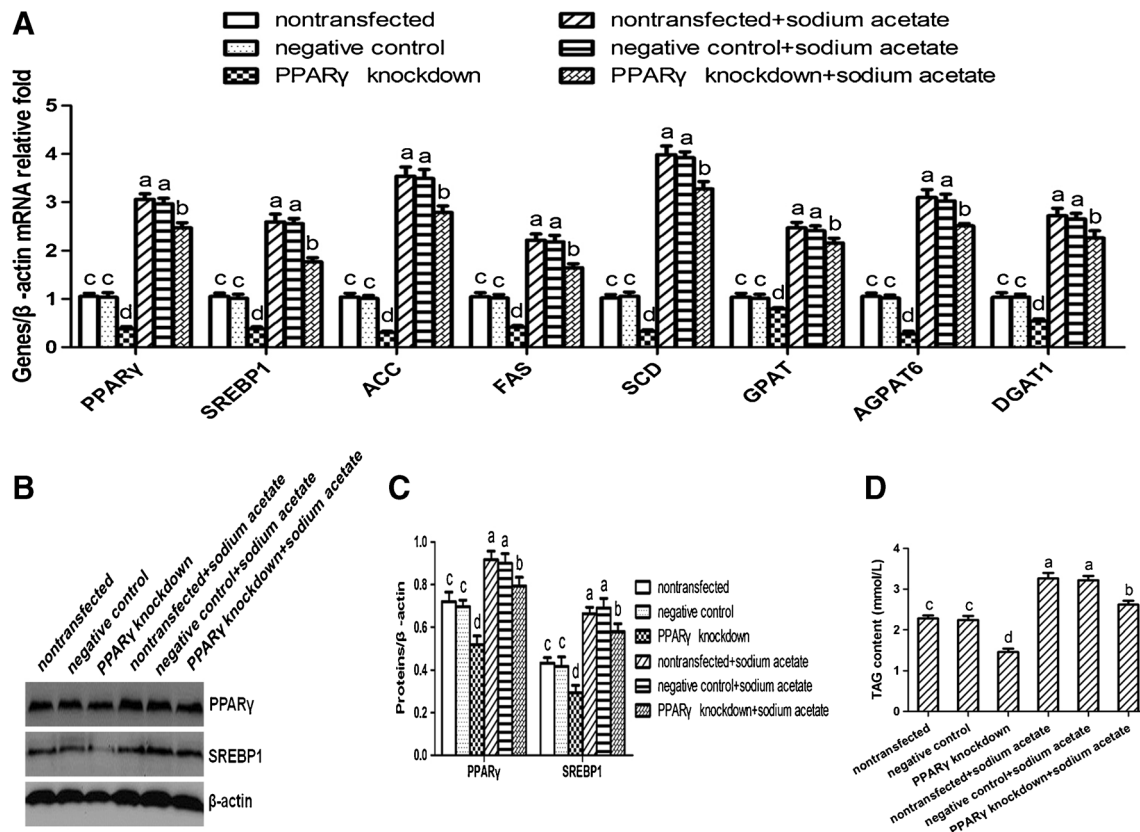 A
nontransfected
negative control
PPARγ knockdown
nontransfected+sodium acetate
negative control+sodium acetate
PPARγ knockdown+sodium acetate
Genes/β -actin mRNA relative fold
5
4
3
2
1
0
c c d a a b
c c d a a b
c c d a a b
c c d a a b
c c d a a b
c c d a a b
c c d a a b
c c d a a b
PPARγ
SREBP1
ACC
FAS
SCD
GPAT
AGPAT6
DGAT1
B
nontransfected
negative control
PPARγ knockdown
nontransfected+sodium acetate
negative control+sodium acetate
PPARγ knockdown+sodium acetate
PPARγ
SREBP1
β-actin
C
Proteins/β -actin
1.0
0.8
0.6
0.4
0.2
0.0
c c d a a b
c c d a a b
PPARγ
SREBP1
nontransfected
negative control
PPARγ knockdown
nontransfected+sodium acetate
negative control+sodium acetate
PPARγ knockdown+sodium acetate
D
TAG content (mmol/L)
4
3
2
1
0
c c d a a b
nontransfected
negative control
PPARγ knockdown
nontransfected+sodium acetate
negative control+sodium acetate
PPARγ knockdown+sodium acetate